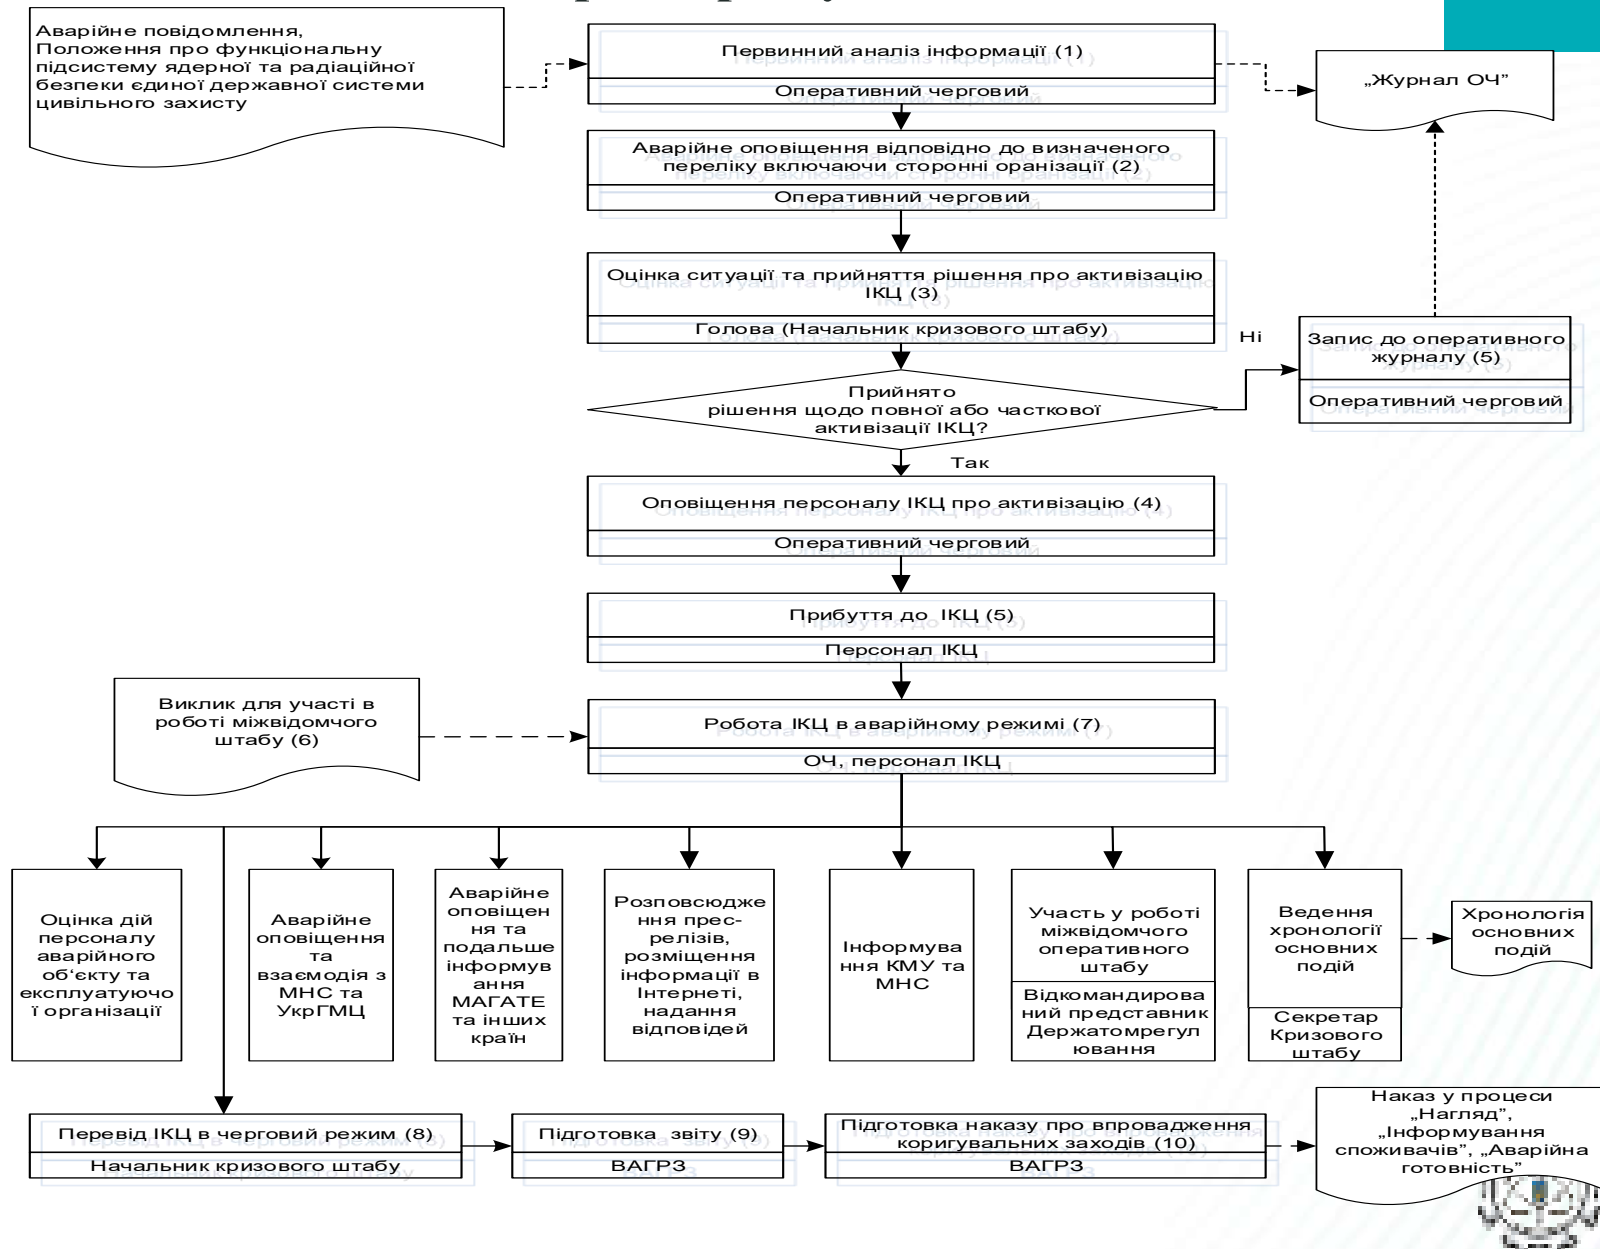 Аварійне повідомлення,
Положення про функціональну
підсистему ядерної та радіаційної
безпеки єдиної державної системи
цивільного захисту
Первинний аналіз інформації (1)
Оперативний черговий
„Журнал ОЧ”
Аварійне оповіщення відповідно до визначеного
переліку включаючи сторонні оранізації (2)
Оперативний черговий
Оцінка ситуації та прийняття рішення про активізацію
ІКЦ (3)
Голова (Начальник кризового штабу)
Ні
Запис до оперативного
журналу (5)
Оперативний черговий
Прийнято
рішення щодо повної або часткової
активізації ІКЦ?
Так
Оповіщення персоналу ІКЦ про активізацію (4)
Оперативний черговий
Прибуття до ІКЦ (5)
Персонал ІКЦ
Виклик для участі в
роботі міжвідомчого
штабу (6)
Робота ІКЦ в аварійному режимі (7)
ОЧ, персонал ІКЦ
Оцінка дій
персоналу
аварійного
об‘єкту та
експлуатуючо
ї організації
Аварійне
оповіщення
та
взаємодія з
МНС та
УкрГМЦ
Аварійне
оповіщен
ня та
подальше
інформув
ання
МАГАТЕ
та інших
країн
Розповсюдже
ння прес-
релізів,
розміщення
інформації в
Інтернеті,
надання
відповідей
Інформува
ння КМУ та
МНС
Участь у роботі
міжвідомчого
оперативного
штабу
Відкомандирова
ний представник
Держатомрегул
ювання
Ведення
хронології
основних
подій
Секретар
Кризового
штабу
Хронологія
основних
подій
Перевід ІКЦ в черговий режим (8)
Начальник кризового штабу
Підготовка звіту (9)
ВАГРЗ
Підготовка наказу про впровадження
коригувальних заходів (10)
ВАГРЗ
Наказ у процеси
„Нагляд”,
„Інформування
споживачів”, „Аварійна
готовність”